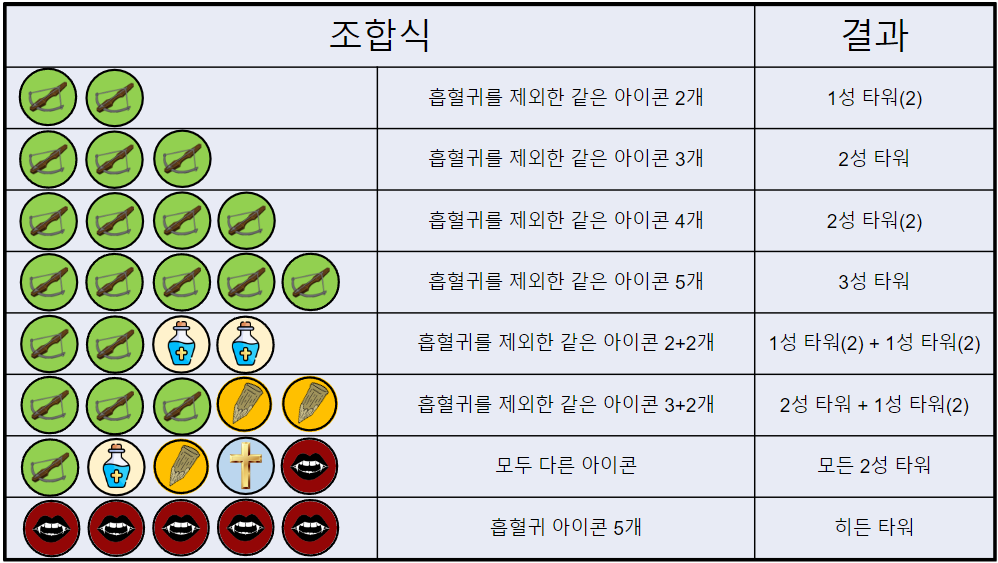 조합식
결과
흡혈귀를 제외한 같은 아이콘 2개
1성 타워(2)
흡혈귀를 제외한 같은 아이콘 3개
2성 타워
흡혈귀를 제외한 같은 아이콘 4개
2성 타워(2)
흡혈귀를 제외한 같은 아이콘 5개
3성 타워
흡혈귀를 제외한 같은 아이콘 2+2개
1성 타워(2) + 1성 타워(2)
흡혈귀를 제외한 같은 아이콘 3+2개
2성 타워 + 1성 타워(2)
모두 다른 아이콘
모든 2성 타워
흡혈귀 아이콘 5개
히든 타워